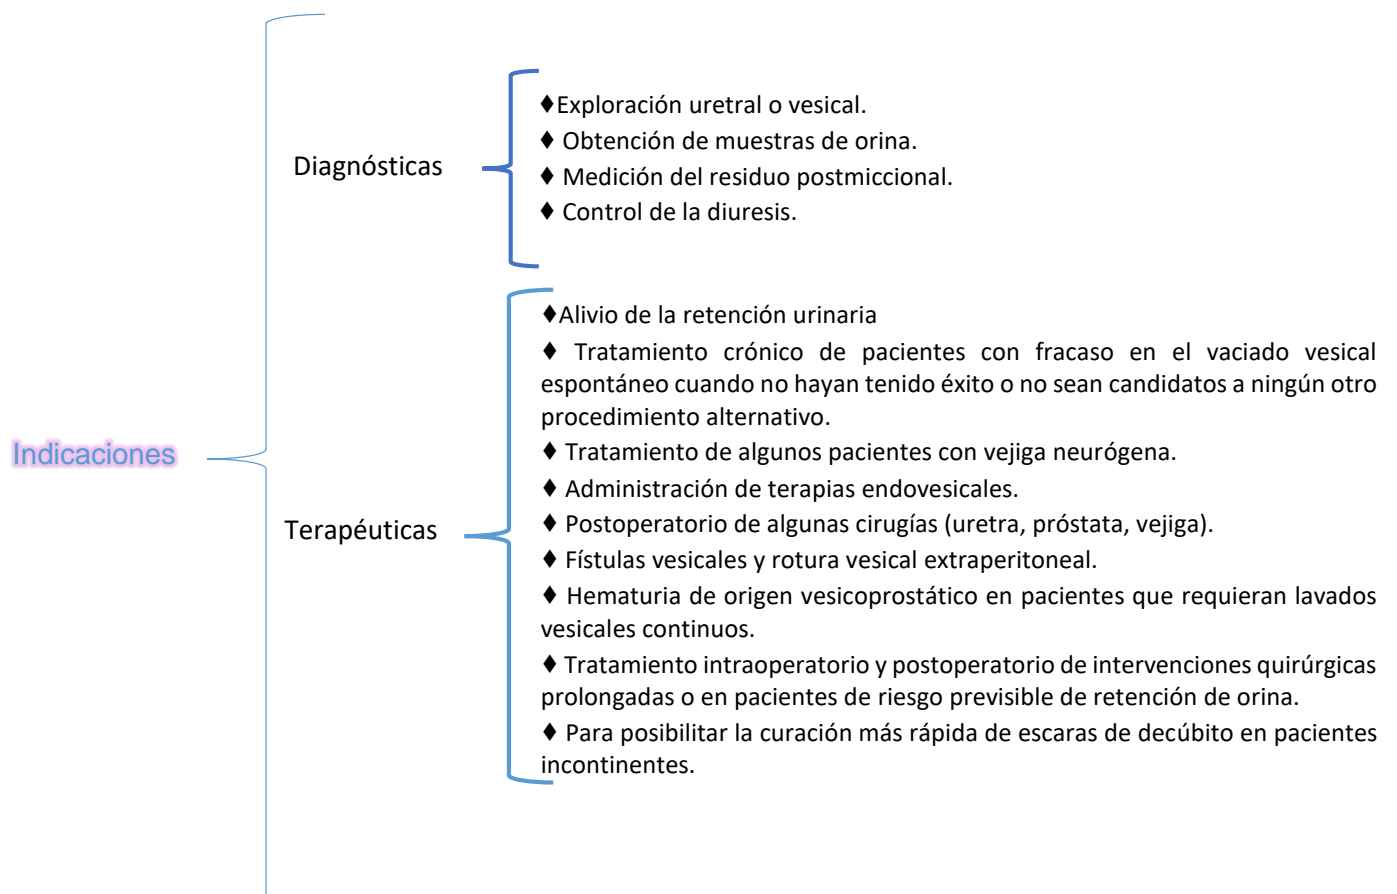 Indicaciones
Diagnósticas
♦Exploración uretral o vesical.
♦ Obtención de muestras de orina.
♦ Medición del residuo postmiccional.
♦ Control de la diuresis.
Terapéuticas
♦Alivio de la retención urinaria
♦ Tratamiento crónico de pacientes con fracaso en el vaciado vesical
espontáneo cuando no hayan tenido éxito o no sean candidatos a ningún otro
procedimiento alternativo.
♦ Tratamiento de algunos pacientes con vejiga neurógena.
♦ Administración de terapias endovesicales.
♦ Postoperatorio de algunas cirugías (uretra, próstata, vejiga).
♦ Fístulas vesicales y rotura vesical extraperitoneal.
♦ Hematuria de origen vesicoprostático en pacientes que requieran lavados
vesicales continuos.
♦ Tratamiento intraoperatorio y postoperatorio de intervenciones quirúrgicas
prolongadas o en pacientes de riesgo previsible de retención de orina.
♦ Para posibilitar la curación más rápida de escaras de decúbito en pacientes
incontinentes.